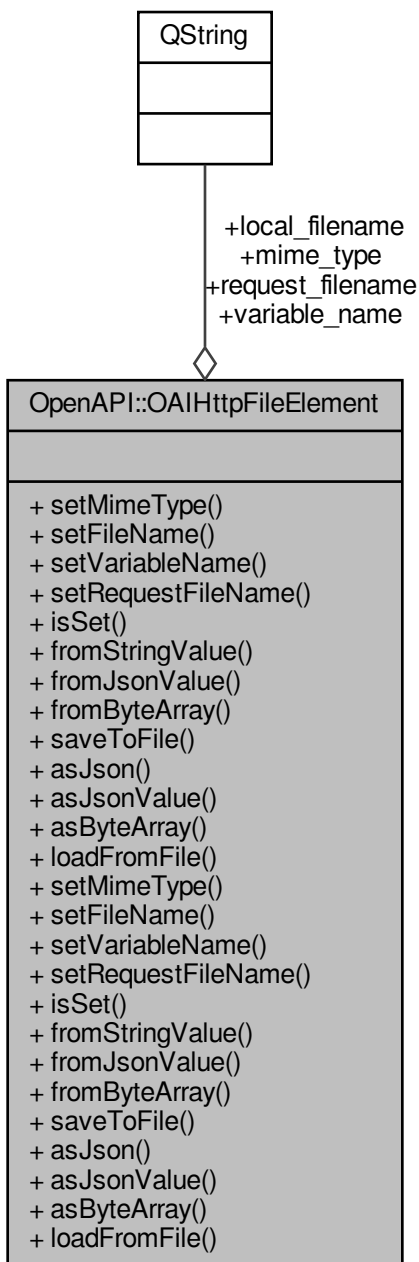 QString
+local_filename
+mime_type
+request_filename
+variable_name
OpenAPI::OAIHttpFileElement
+ setMimeType()
+ setFileName()
+ setVariableName()
+ setRequestFileName()
+ isSet()
+ fromStringValue()
+ fromJsonValue()
+ fromByteArray()
+ saveToFile()
+ asJson()
+ asJsonValue()
+ asByteArray()
+ loadFromFile()
+ setMimeType()
+ setFileName()
+ setVariableName()
+ setRequestFileName()
+ isSet()
+ fromStringValue()
+ fromJsonValue()
+ fromByteArray()
+ saveToFile()
+ asJson()
+ asJsonValue()
+ asByteArray()
+ loadFromFile()